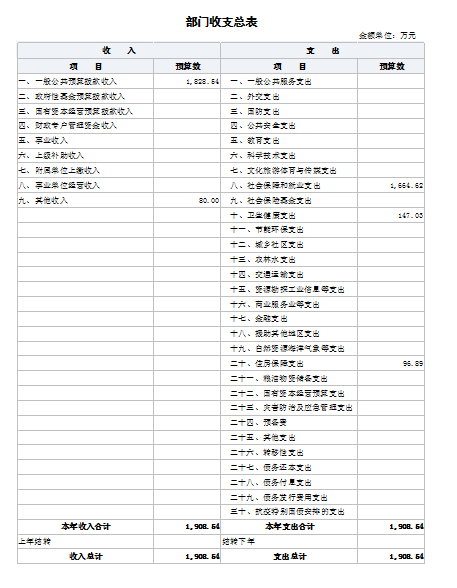 部门收支总表
金额单位：万元
收 入 支 出
项 目 预算数 项 目 预算数
一、一般公共预算拨款收入 1,828.54 一、一般公共服务支出
二、政府性基金预算拨款收入 二、外交支出
三、国有资本经营预算拨款收入 三、国防支出
四、财政专户管理资金收入 四、公共安全支出
五、事业收入 五、教育支出
六、上级补助收入 六、科学技术支出
七、附属单位上缴收入 七、文化旅游体育与传媒支出
八、事业单位经营收入 八、社会保障和就业支出 1,664.62
九、其他收入 80.00 九、社会保险基金支出
十、卫生健康支出 147.03
十一、节能环保支出
十二、城乡社区支出
十三、农林水支出
十四、交通运输支出
十五、资源勘探工业信息等支出
十六、商业服务业等支出
十七、金融支出
十八、援助其他地区支出
十九、自然资源海洋气象等支出
二十、住房保障支出 96.89
二十一、粮油物资储备支出
二十二、国有资本经营预算支出
二十三、灾害防治及应急管理支出
二十四、预备费
二十五、其他支出
二十六、转移性支出
二十七、债务还本支出
二十八、债务付息支出
二十九、债务发行费用支出
三十、抗疫特别国债安排的支出
本年收入合计 1,908.54 本年支出合计 1,908.54
上年结转 结转下年
收入总计 1,908.54 支出总计 1,908.54